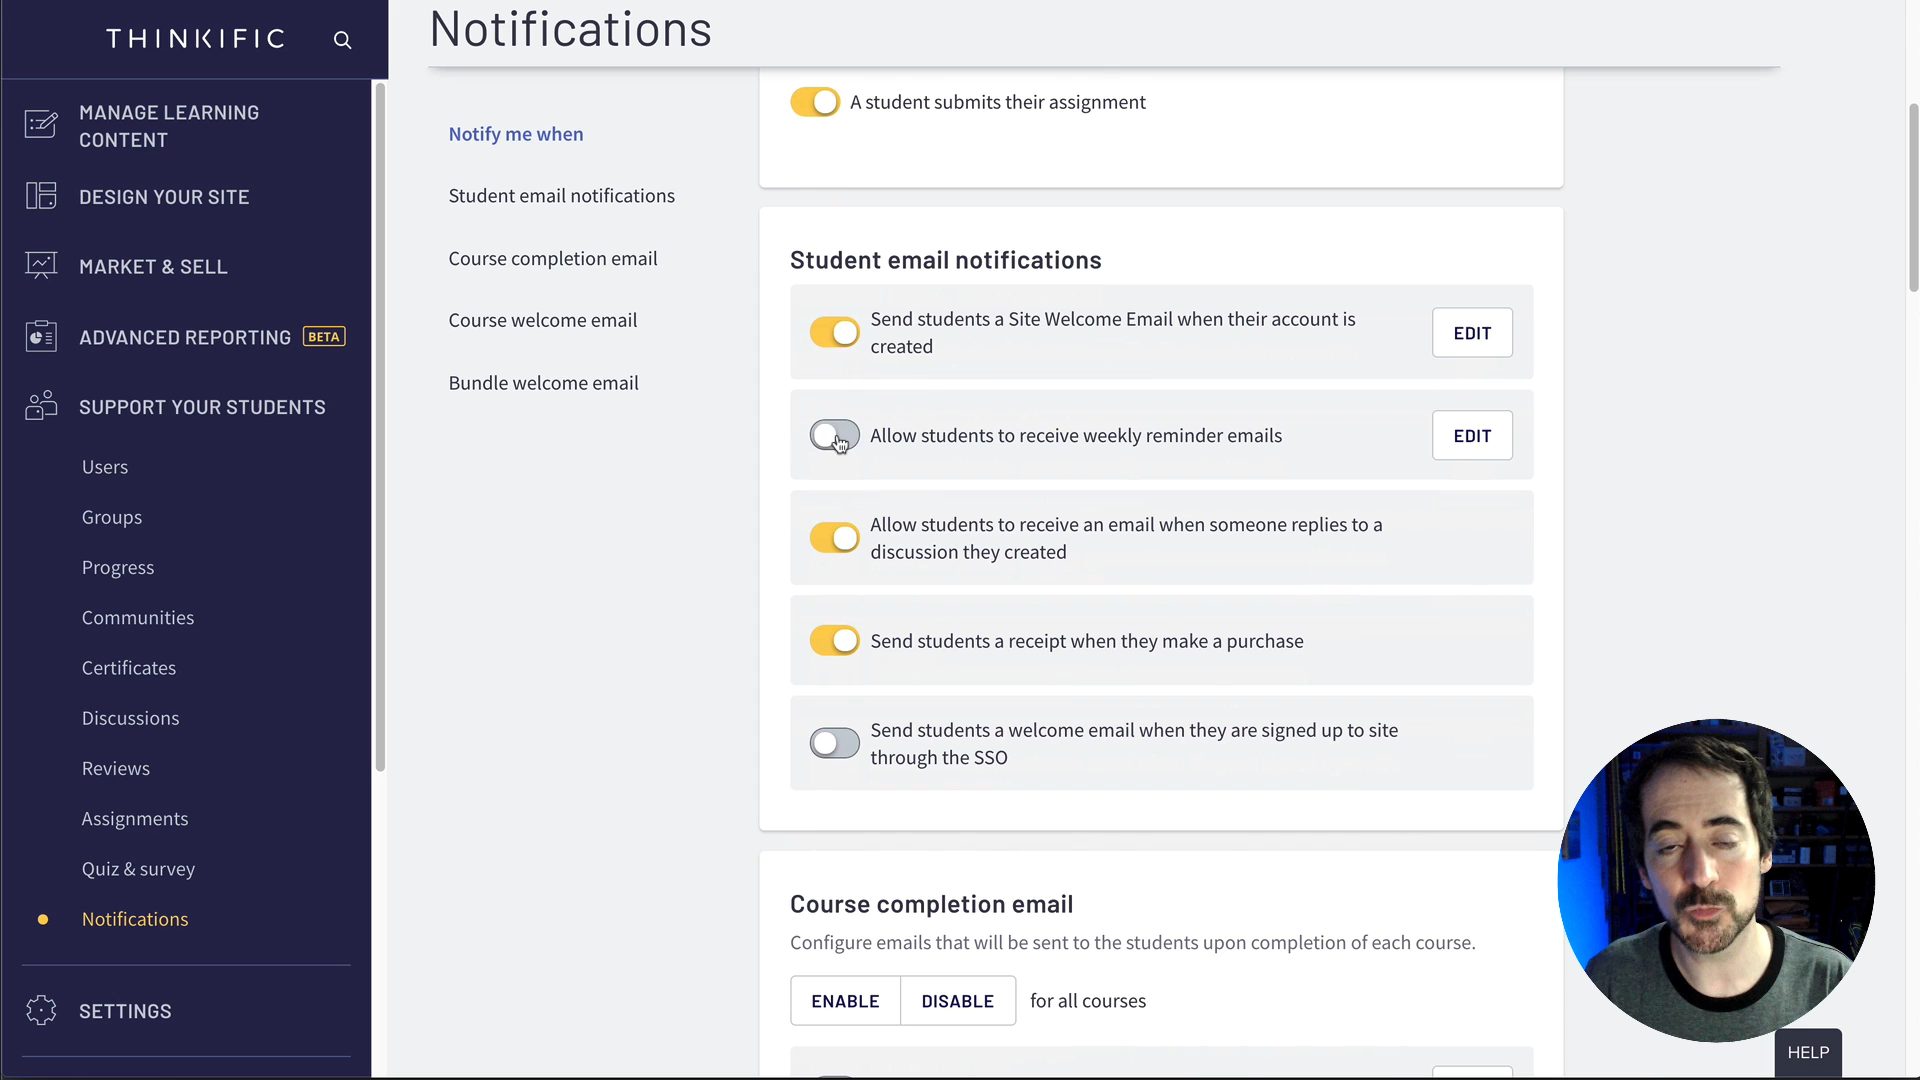 THINKIFIC
MANAGE LEARNING
CONTENT
DESIGN YOUR SITE
MARKET & SELL
ADVANCED REPORTING BETA
SUPPORT YOUR STUDENTS
Users
Groups
Progress
Communities
Certificates
Discussions
Reviews
Assignments
Quiz & survey
Notifications
SETTINGS
Notifications
Notify me when
Student email notifications
Course completion email
Course welcome email
Bundle welcome email
A student submits their assignment
Student email notifications
Send students a Site Welcome Email when their account is
created
EDIT
Allow students to receive weekly reminder emails
EDIT
Allow students to receive an email when someone replies to a
discussion they created
Send students a receipt when they make a purchase
Send students a welcome email when they are signed up to site
through the SSO
Course completion email
Configure emails that will be sent to the students upon completion of each course.
ENABLE DISABLE for all courses
HELP